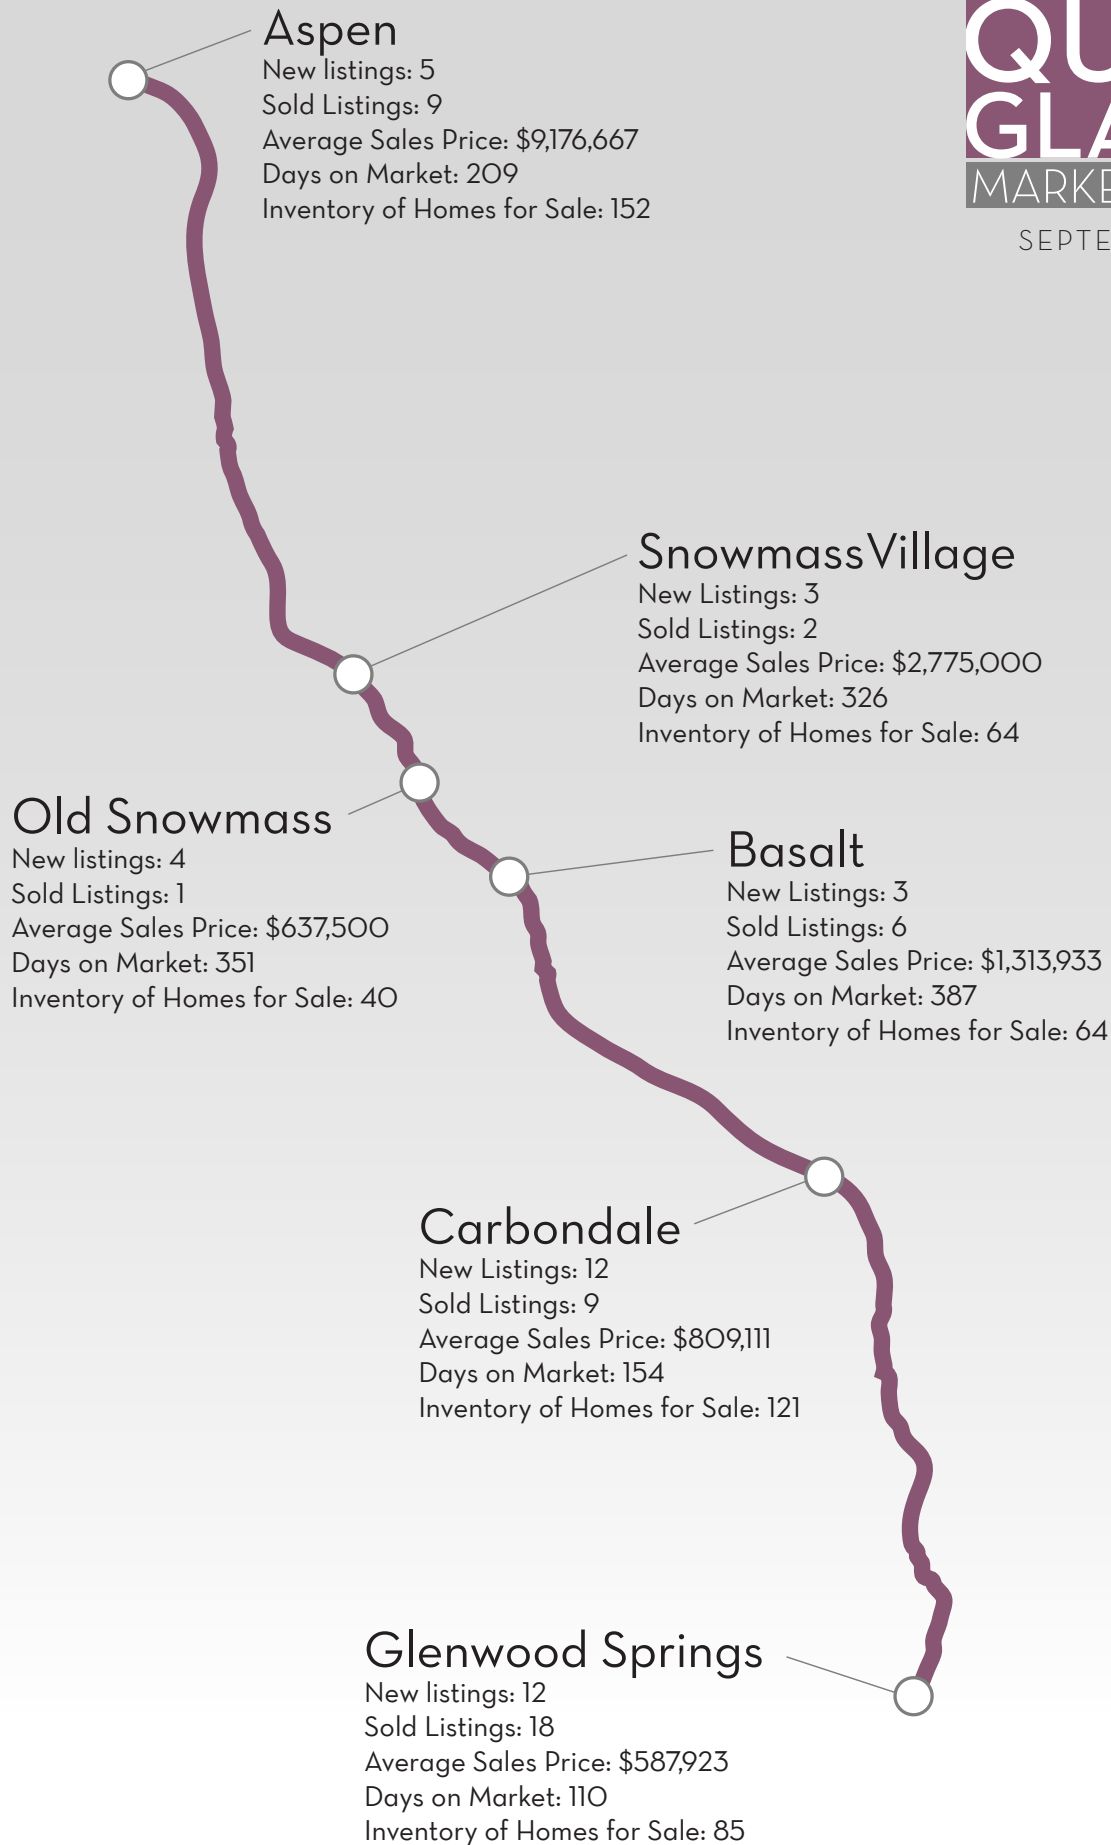 Aspen
New listings: 5
Sold Listings: 9
Average Sales Price: $9,176,667
Days on Market: 209
Inventory of Homes for Sale: 152
Snowmass Village
New Listings: 3
Sold Listings: 2
Average Sales Price: $2,775,000
Days on Market: 326
Inventory of Homes for Sale: 64
Old Snowmass
New listings: 4
Sold Listings: 1
Average Sales Price: $637,500
Days on Market: 351
Inventory of Homes for Sale: 40
Basalt
New Listings: 3
Sold Listings: 6
Average Sales Price: $1,313,933
Days on Market: 387
Inventory of Homes for Sale: 64
Carbondale
New Listings: 12
Sold Listings: 9
Average Sales Price: $809,111
Days on Market: 154
Inventory of Homes for Sale: 121
Glenwood Springs
New listings: 12
Sold Listings: 18
Average Sales Price: $587,923
Days on Market: 110
Inventory of Homes for Sale: 85